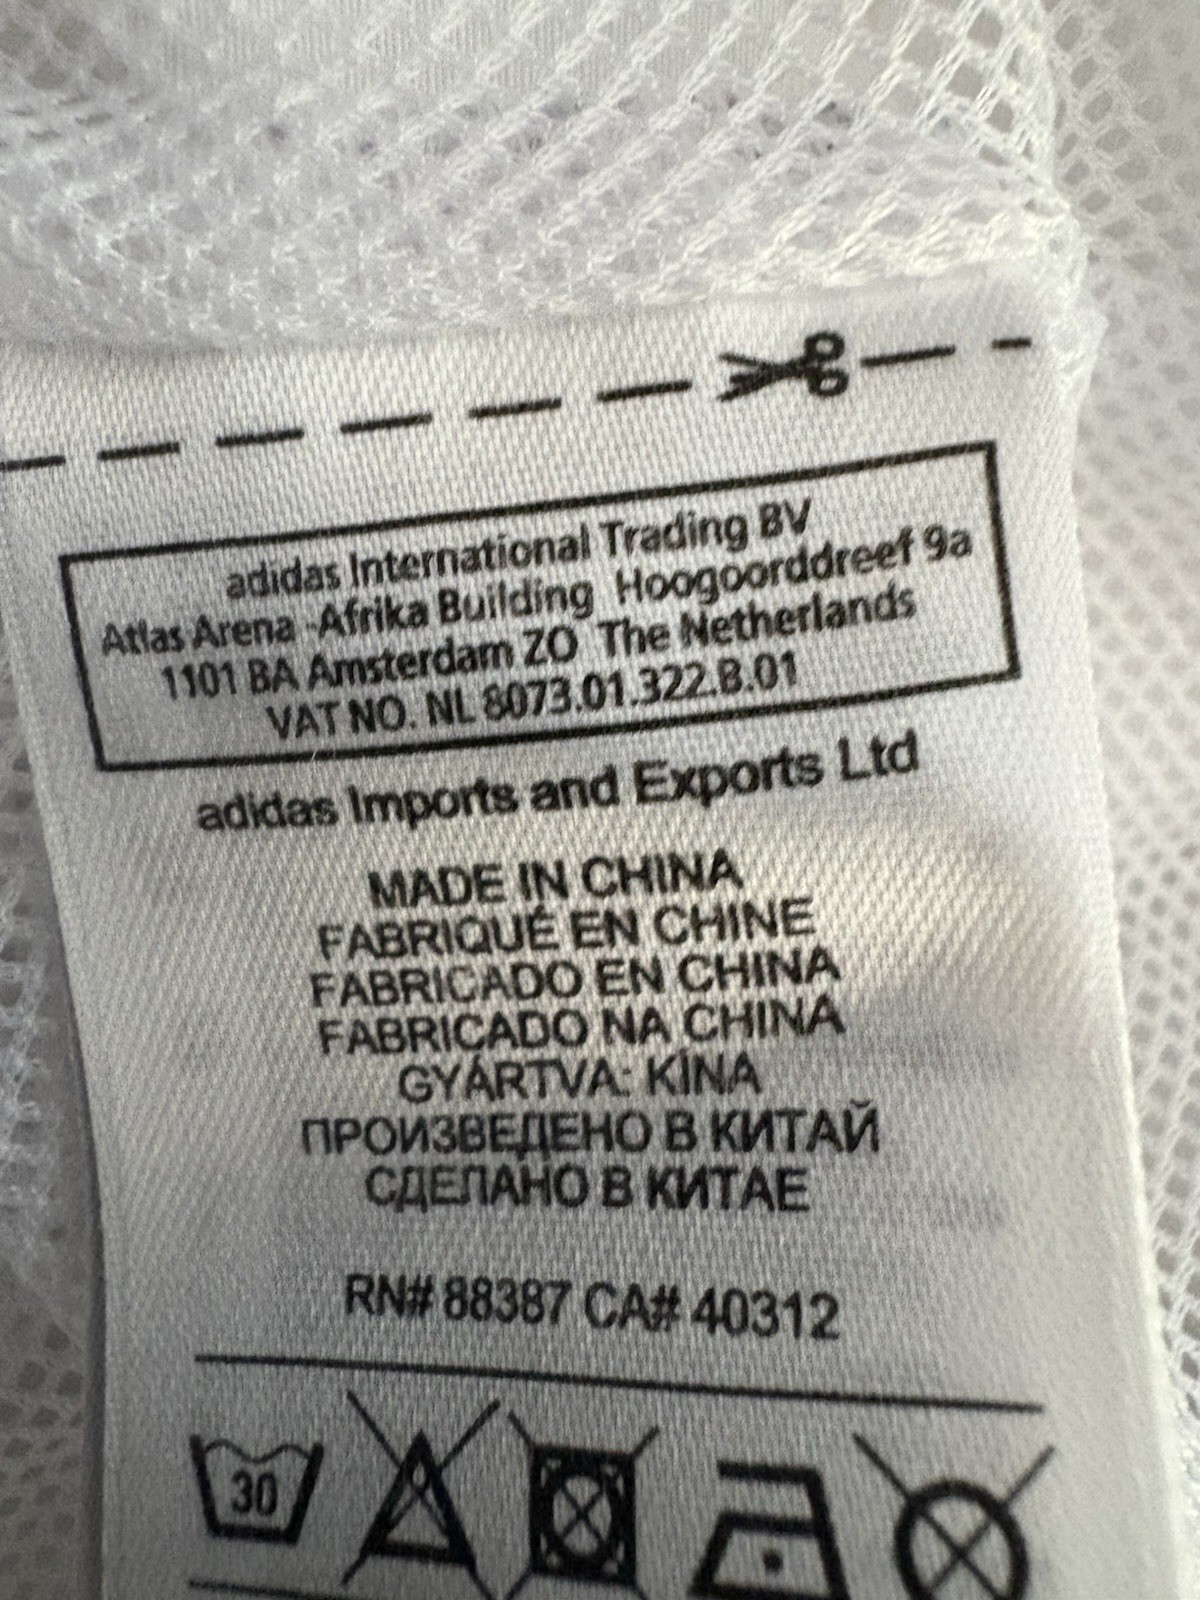 adidas International Trading BV
Atlas Arena -Afrika Building Hoogoorddreef 9a
1101 BA Amsterdam ZO The Netherlands
VAT NO. NL 8073.01.322.B.01
adidas Imports and Exports Ltd
MADE IN CHINA
FABRIQUÉ EN CHINE
FABRICADO EN CHINA
FABRICADO NA CHINA
GYÁRTVA: KÍNA
ПРОИЗВЕДЕНО В КИТАЙ
СДЕЛАНО В КИТАЕ
RN# 88387 CA# 40312
30